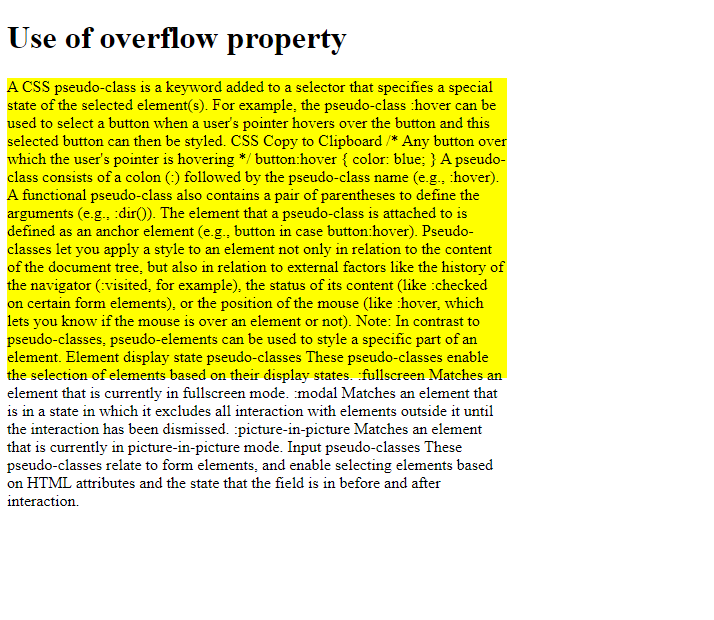 Use of overflow property
A CSS pseudo-class is a keyword added to a selector that specifies a special
state of the selected element(s). For example, the pseudo-class :hover can be
used to select a button when a user's pointer hovers over the button and this
selected button can then be styled. CSS Copy to Clipboard /* Any button over
which the user's pointer is hovering */ button:hover { color: blue; } A pseudo-
class consists of a colon (:) followed by the pseudo-class name (e.g., :hover).
A functional pseudo-class also contains a pair of parentheses to define the
arguments (e.g., :dir()). The element that a pseudo-class is attached to is
defined as an anchor element (e.g., button in case button:hover). Pseudo-
classes let you apply a style to an element not only in relation to the content
of the document tree, but also in relation to external factors like the history of
the navigator (:visited, for example), the status of its content (like :checked
on certain form elements), or the position of the mouse (like :hover, which
lets you know if the mouse is over an element or not). Note: In contrast to
pseudo-classes, pseudo-elements can be used to style a specific part of an
element. Element display state pseudo-classes These pseudo-classes enable
the selection of elements based on their display states. :fullscreen Matches an
element that is currently in fullscreen mode. :modal Matches an element that
is in a state in which it excludes all interaction with elements outside it until
the interaction has been dismissed. :picture-in-picture Matches an element
that is currently in picture-in-picture mode. Input pseudo-classes These
pseudo-classes relate to form elements, and enable selecting elements based
on HTML attributes and the state that the field is in before and after
interaction.